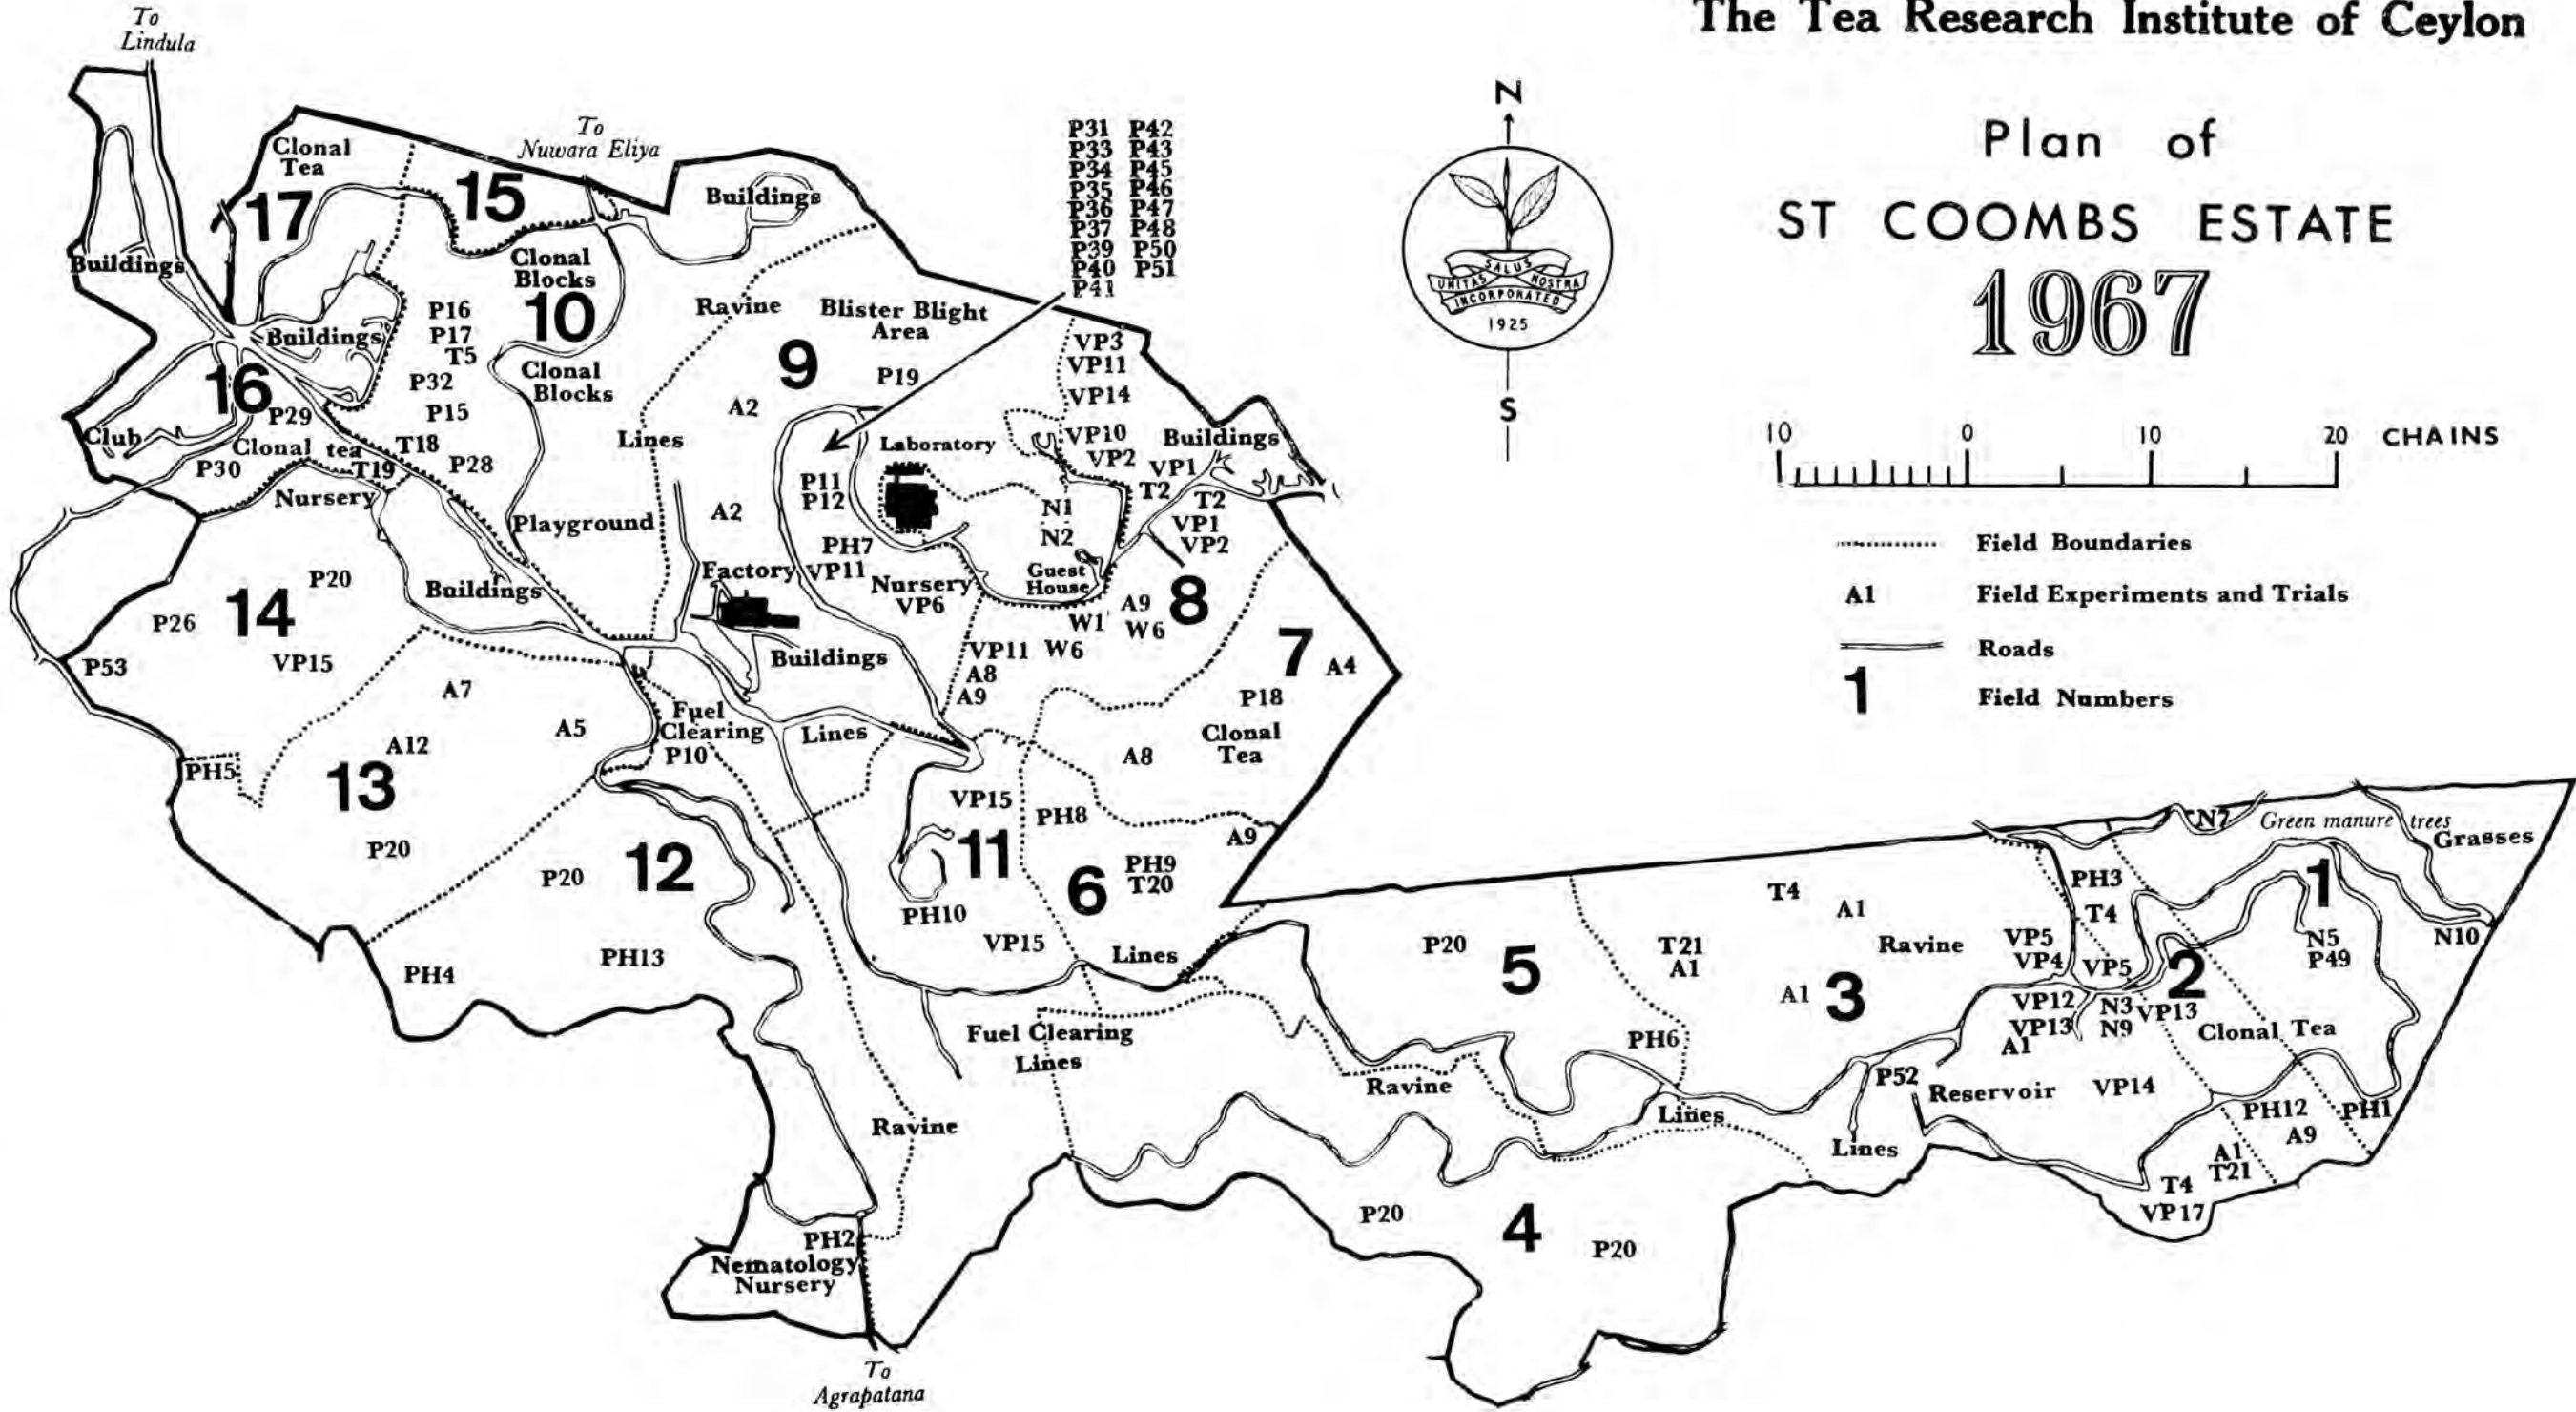 The Tea Research Institute of Ceylon
Plan of
ST COOMBS ESTATE
1967
N
SALUS
UNITAS NOSTRA
INCORPORATED
1925
S
10 0 10 20 CHAINS
Field Boundaries
A1 Field Experiments and Trials
Roads
1 Field Numbers
To
Lindula
To
Nuwara Eliya
Clonal
Tea
17
15
Buildings
P31 P42
P33 P43
P34 P45
P35 P46
P36 P47
P37 P48
P39 P50
P40 P51
P41
Buildings
Clonal
Blocks
10
Clonal
Blocks
P16
P17
T5
P32
P15
T18
P28
Buildings
16
P29
Club
Clonal tea
P30
T19
Nursery
Ravine
Blister Blight
Area
9
P19
A2
Lines
Laboratory
P11
P12
A2
Playground
PH7
VP11
Factory
Nursery
VP6
Buildings
VP3
VP11
VP14
VP10
VP2
Buildings
VP1
T2
T2
VP1
VP2
N1
N2
Guest
House
A9
8
W1
W6
VP11 W6
A8
A9
7
A4
P18
Clonal
Tea
A8
A9
P20
14
P26
P53
VP15
Buildings
A7
A12
A5
PH5
13
P20
Fuel
Clearing
P10
Lines
12
P20
PH13
PH4
VP15
11
PH10
VP15
PH8
6
PH9
T20
Lines
Fuel Clearing
Lines
Ravine
PH2
Nematology
Nursery
To
Agrapatana
P20
5
T21
A1
PH6
Ravine
Lines
P20
4
P20
T4
A1
Ravine
A1
3
P52
Lines
Reservoir
VP14
VP5
VP4
VP12
VP13
A1
PH3
T4
VP5
2
N3
N9
VP13
N7
Green manure trees
Grasses
1
N5
P49
N10
Clonal Tea
PH12
PH1
A9
A1
T21
T4
VP17